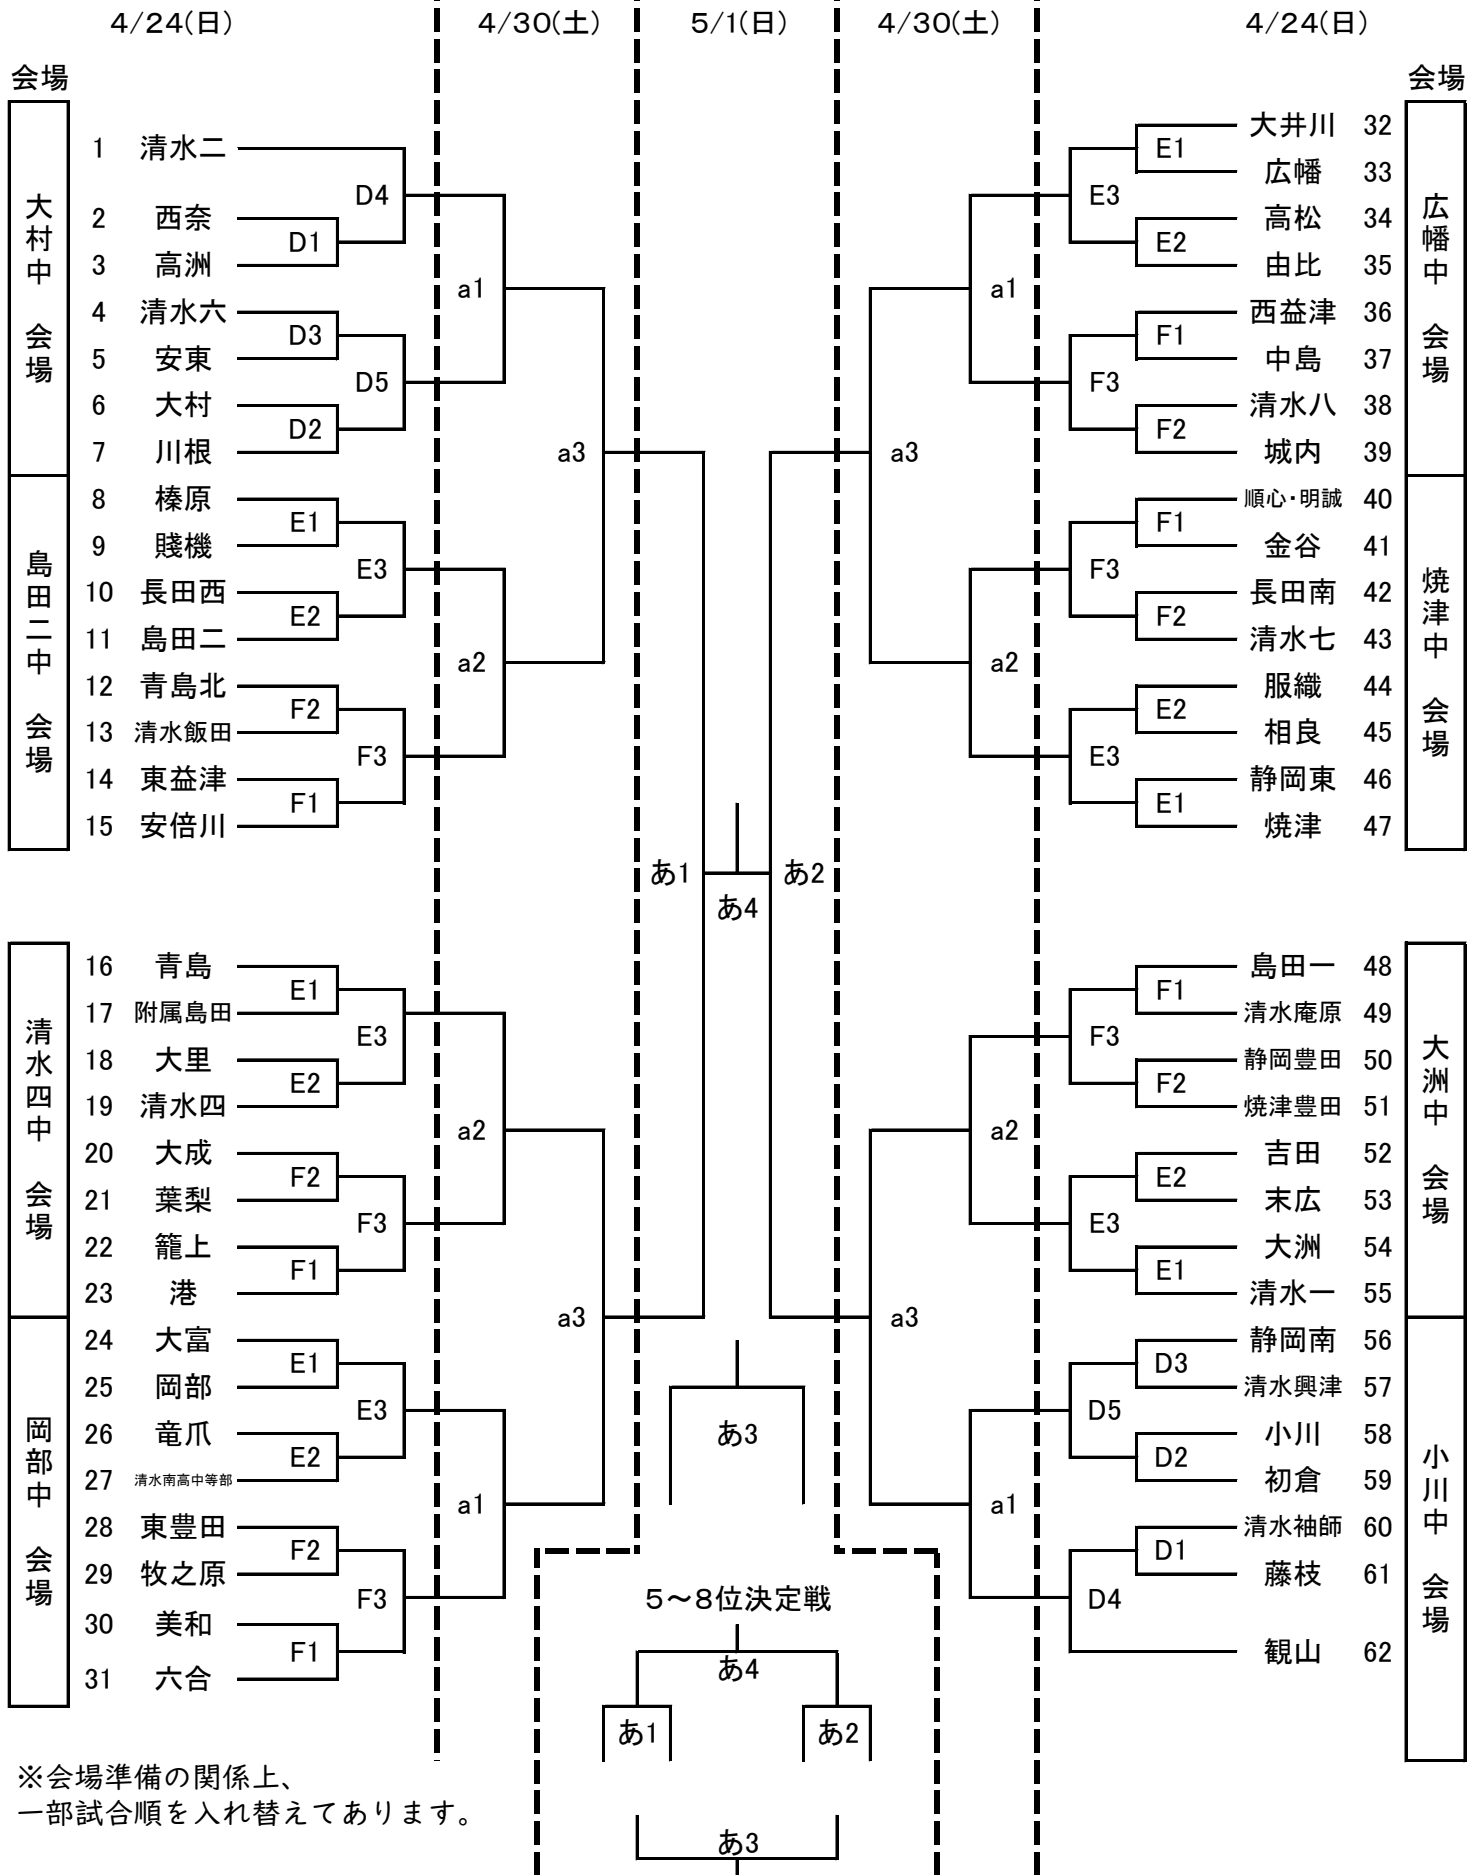 4/24(日) 4/30(土) 5/1(日) 4/30(土) 4/24(日)
会場
大村中 会場
1 清水二
2 西奈
3 高洲
4 清水六
5 安東
6 大村
7 川根
D4
D1
D3
D5
D2
a1
島田二中 会場
8 榛原
9 賤機
10 長田西
11 島田二
12 青島北
13 清水飯田
14 東益津
15 安倍川
E1
E3
E2
F2
F3
F1
a2
a3
清水四中 会場
16 青島
17 附属島田
18 大里
19 清水四
20 大成
21 葉梨
22 籠上
23 港
E1
E3
E2
F2
F3
F1
a2
岡部中 会場
24 大富
25 岡部
26 竜爪
27 清水南高中等部
28 東豊田
29 牧之原
30 美和
31 六合
E1
E3
E2
F2
F3
F1
a1
a3
あ1
あ4
あ2
あ3
5～8位決定戦
あ4
あ1
あ2
あ3
会場
広幡中 会場
大井川 32
広幡 33
高松 34
由比 35
西益津 36
中島 37
清水八 38
城内 39
E1
E3
E2
F1
F3
F2
a1
焼津中 会場
順心・明誠 40
金谷 41
長田南 42
清水七 43
服織 44
相良 45
静岡東 46
焼津 47
F1
F3
F2
E2
E3
E1
a2
a3
大洲中 会場
島田一 48
清水庵原 49
静岡豊田 50
焼津豊田 51
吉田 52
末広 53
大洲 54
清水一 55
F1
F3
F2
E2
E3
E1
a2
小川中 会場
静岡南 56
清水興津 57
小川 58
初倉 59
清水袖師 60
藤枝 61
観山 62
D3
D5
D2
D1
D4
a1
a3
※会場準備の関係上、
一部試合順を入れ替えてあります。